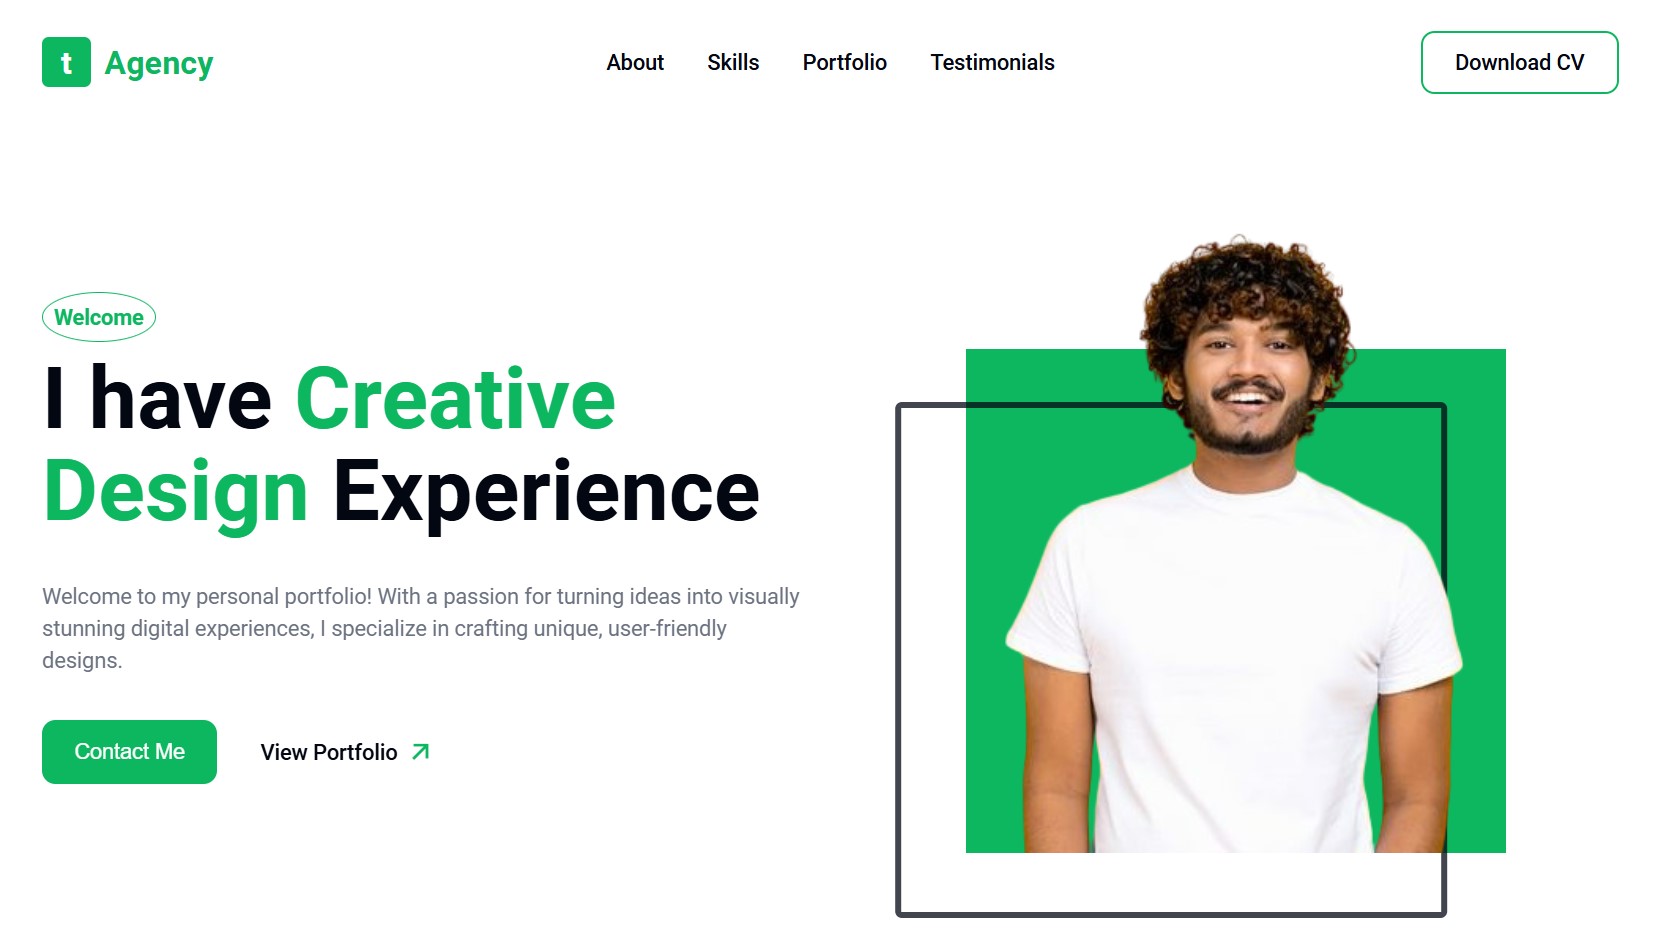 t Agency
About Skills Portfolio Testimonials
Download CV
Welcome
I have Creative
Design Experience
Welcome to my personal portfolio! With a passion for turning ideas into visually
stunning digital experiences, I specialize in crafting unique, user-friendly
designs.
Contact Me
View Portfolio